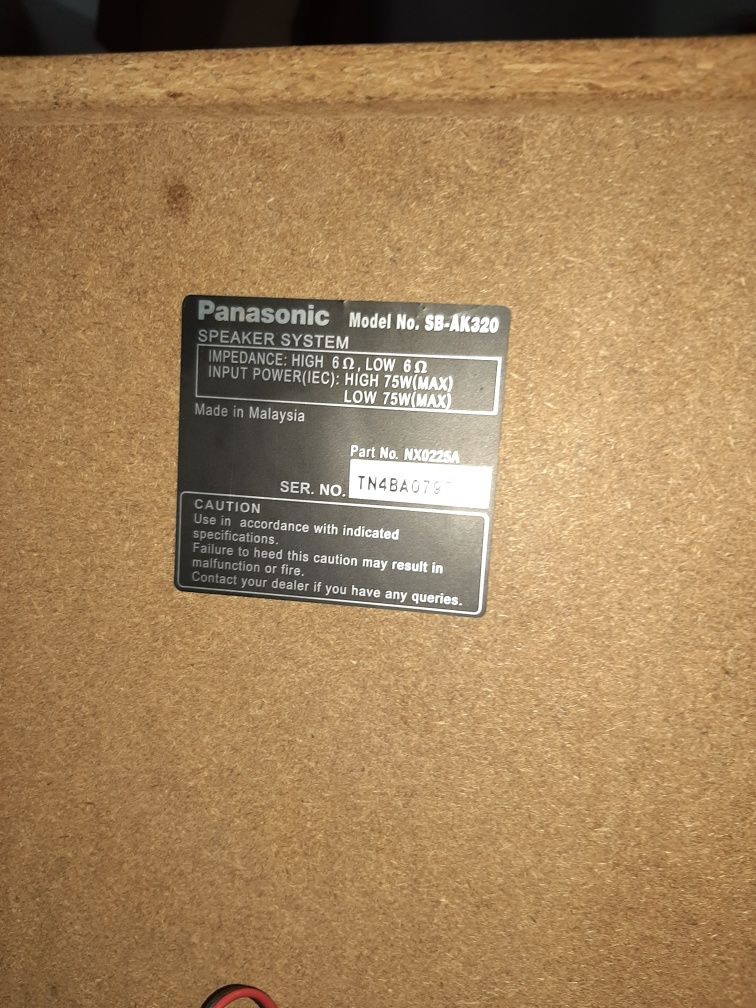 Panasonic Model No. SB-AK320
SPEAKER SYSTEM
IMPEDANCE: HIGH 6Ω, LOW 6Ω
INPUT POWER(IEC): HIGH 75W(MAX)
LOW 75W(MAX)
Made in Malaysia
Part No. NX0225A
SER. NO.
CAUTION
Use in accordance with indicated
specifications.
Failure to heed this caution may result in
malfunction or fire.
Contact your dealer if you have any queries.